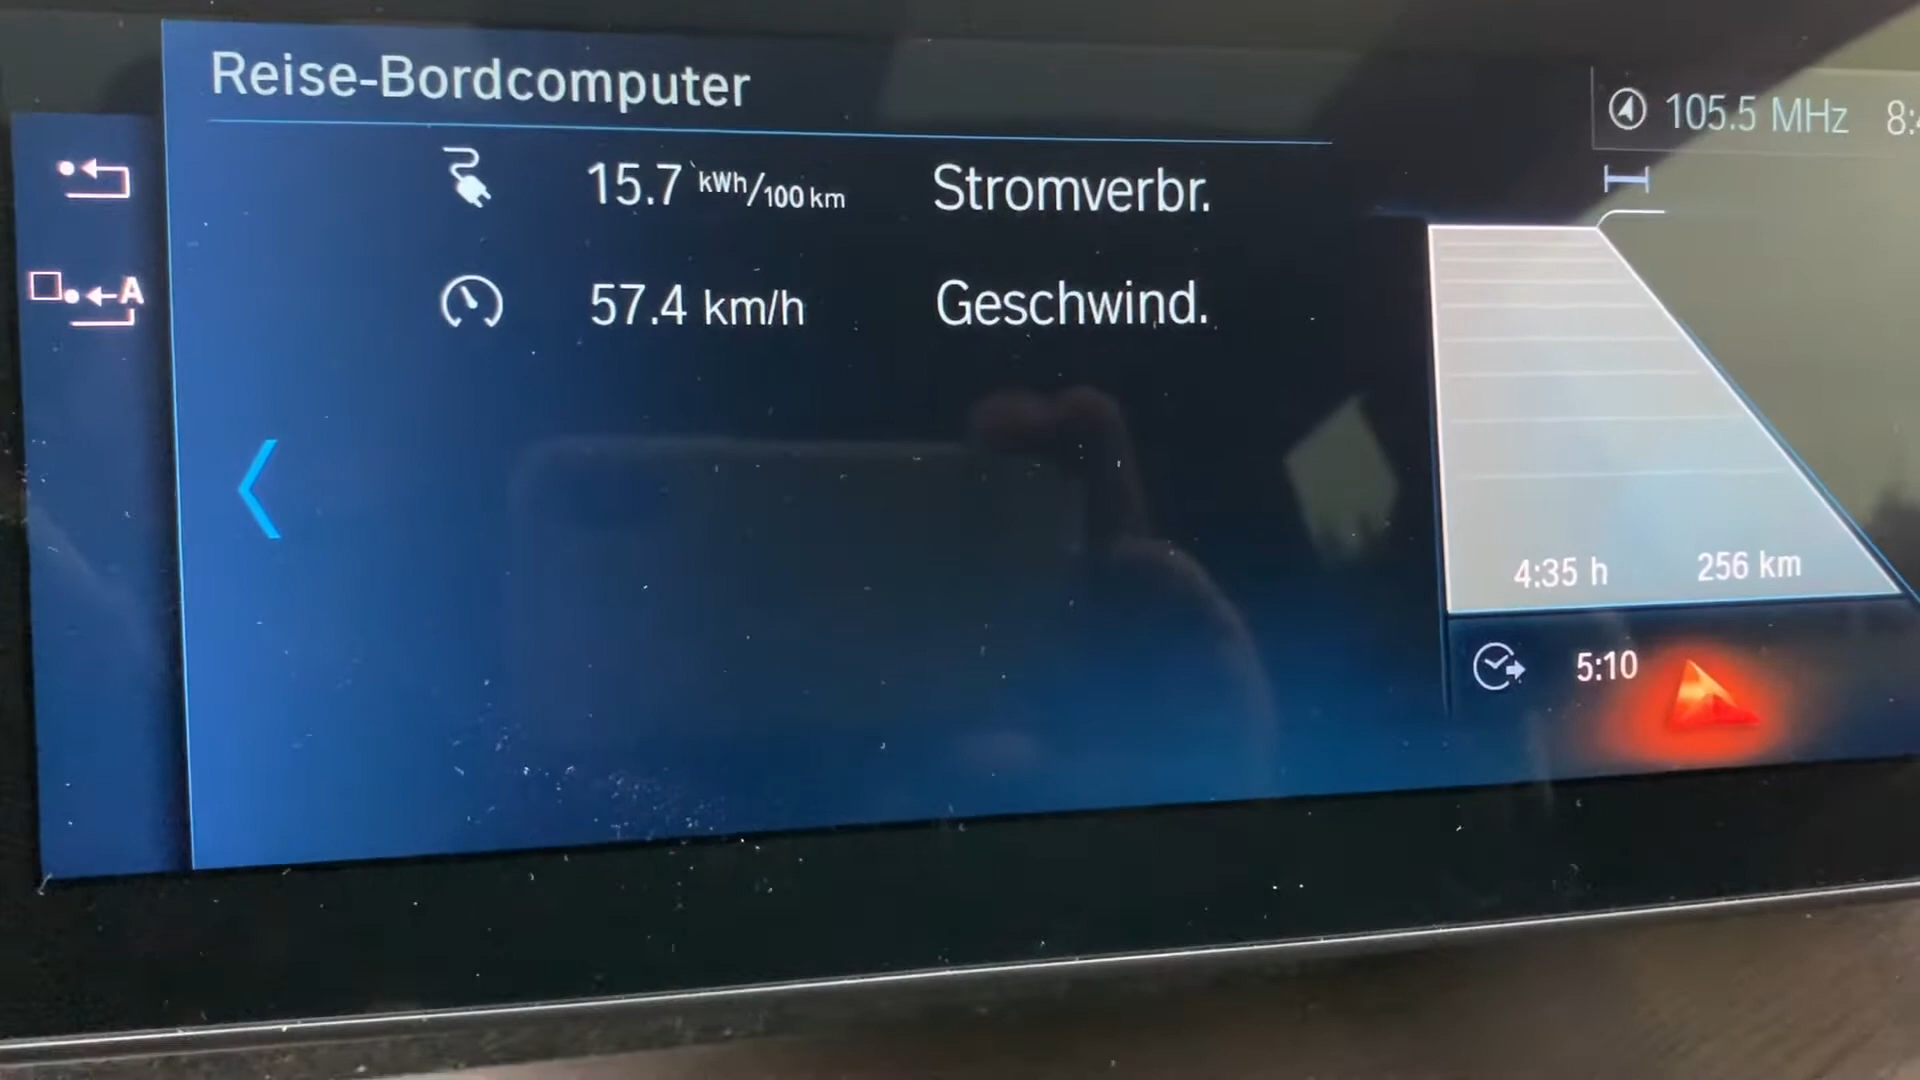 Reise-Bordcomputer
105.5 MHz
15.7 kWh/100 km Stromverbr.
A
57.4 km/h Geschwind.
4:35 h 256 km
5:10